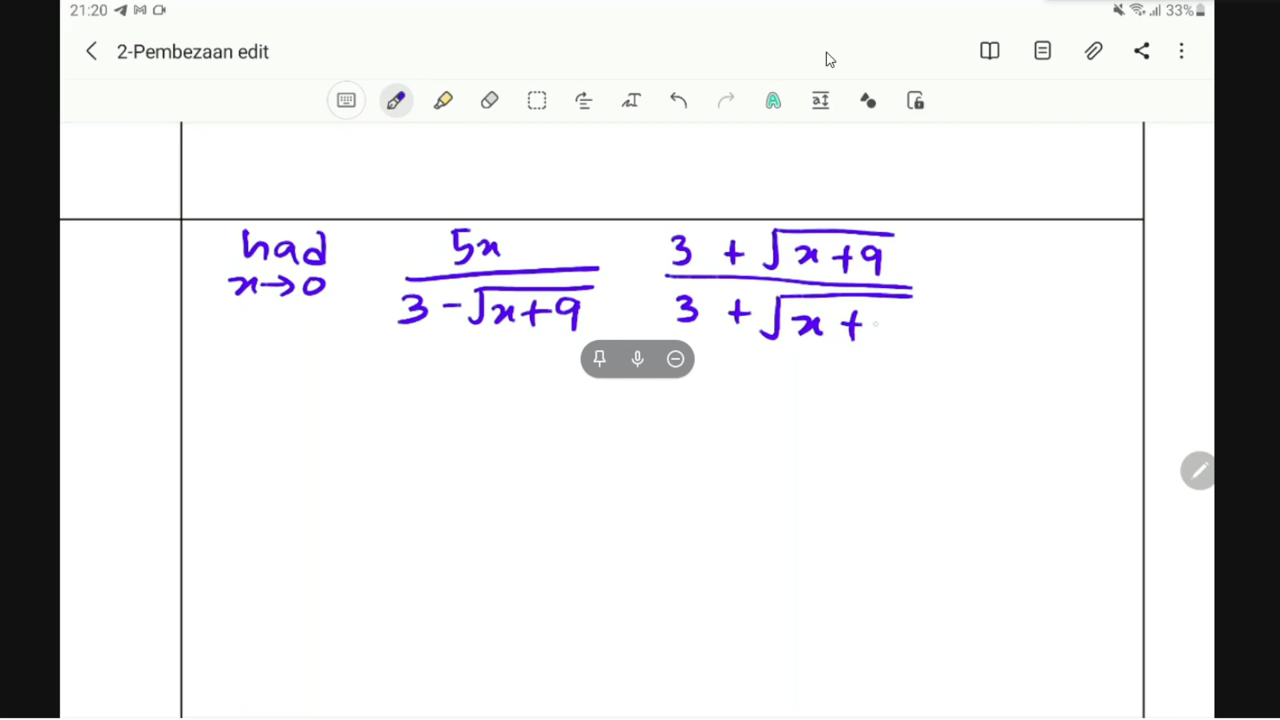 21:20 33%
2-Pembezaan edit
had 5x 3 + √x+9
x→0 3 - √x+9 3 + √x +